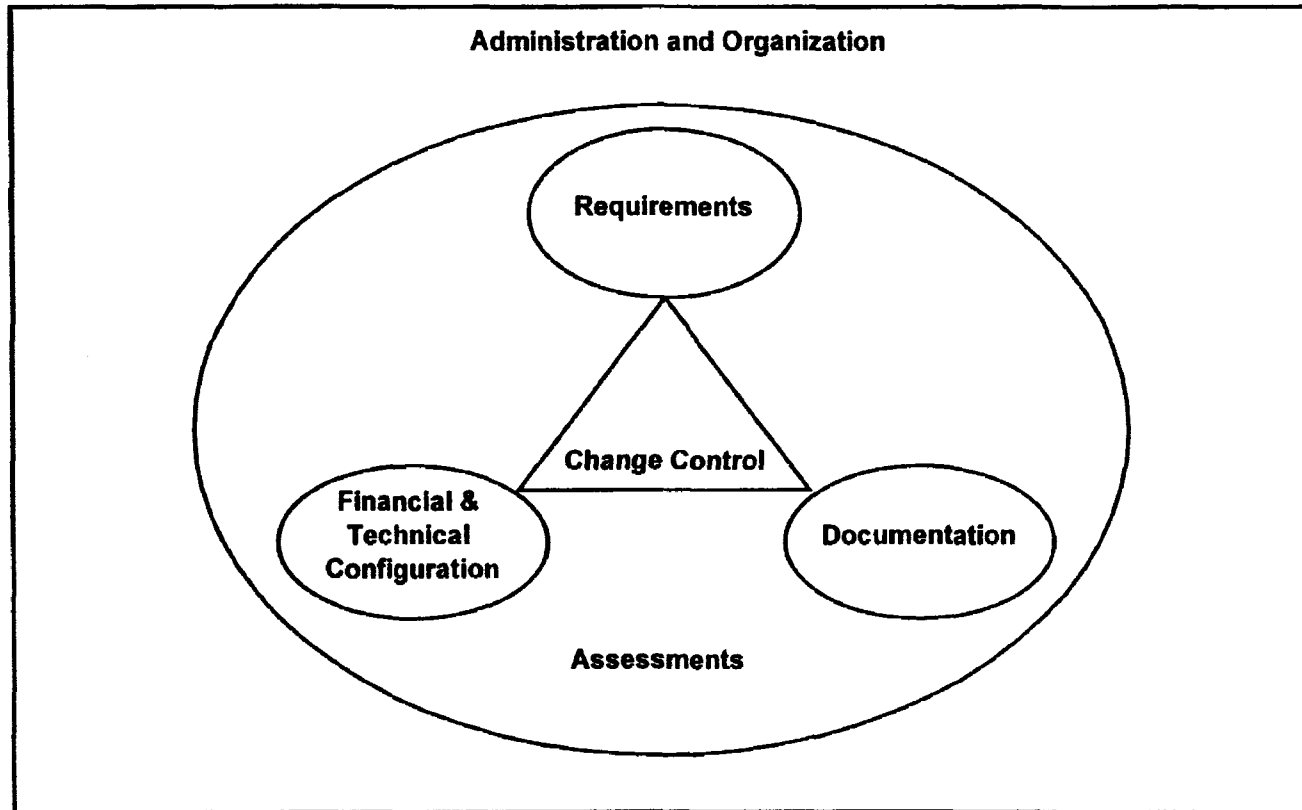 Administration and Organization
Requirements
Change Control
Financial &
Technical
Configuration
Documentation
Assessments